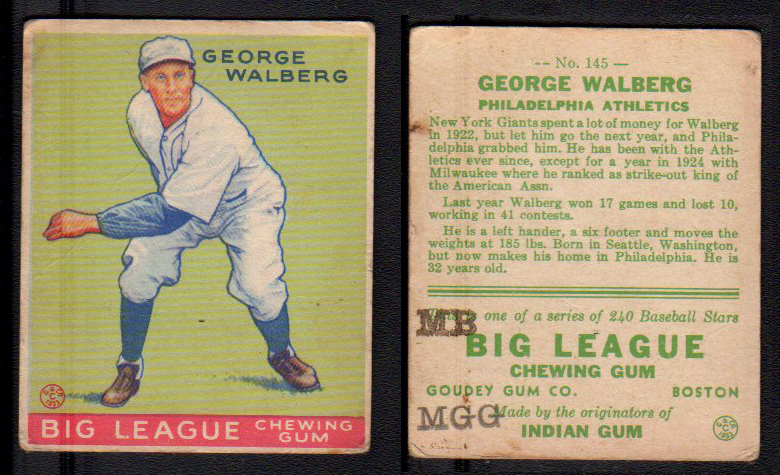 GEORGE
WALBERG
BIG LEAGUE CHEWING
GUM
-- No. 145 —
GEORGE WALBERG
PHILADELPHIA ATHLETICS
New York Giants spent a lot of money for Walberg
in 1922, but let him go the next year, and Phila-
delphia grabbed him. He has been with the Ath-
letics ever since, except for a year in 1924 with
Milwaukee where he ranked as strike-out king of
the American Assn.
Last year Walberg won 17 games and lost 10,
working in 41 contests.
He is a left hander, a six footer and moves the
weights at 185 lbs. Born in Seattle, Washington,
but now makes his home in Philadelphia. He is
32 years old.
MB one of a series of 240 Baseball Stars
BIG LEAGUE
CHEWING GUM
GOUDEY GUM CO. BOSTON
MGG Made by the originators of
INDIAN GUM